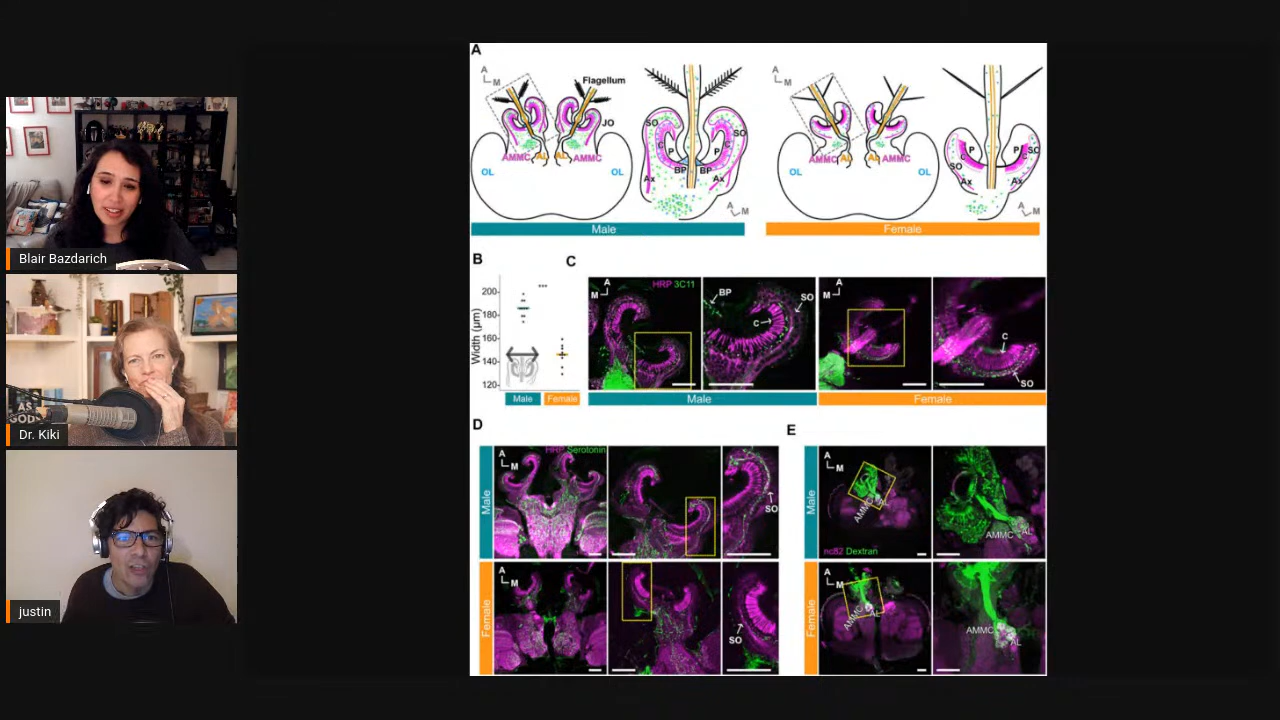 Blair Bazdarich
AS
GOD
Dr. Kiki
justin
A
A
M
Flagellum
JO
AMMC
AL
AL
AMMC
OL
OL
SO
SO
C
P
P
BP
BP
Ax
Ax
A
M
Male
A
M
AMMC
AL
AL
AMMC
OL
OL
P
P
C
SO
SO
Ax
Ax
A
M
Female
B
200
180
160
140
120
Width (μm)
***
Male
Female
C
A
M
HRP 3C11
BP
SO
C
A
M
C
SO
Male
Female
D
Male
A
M
HRP Serotonin
SO
Female
A
M
SO
E
Male
A
M
AMMC
AL
nc82 Dextran
AMMC
AL
Female
A
M
AMMC
AL
AMMC
AL